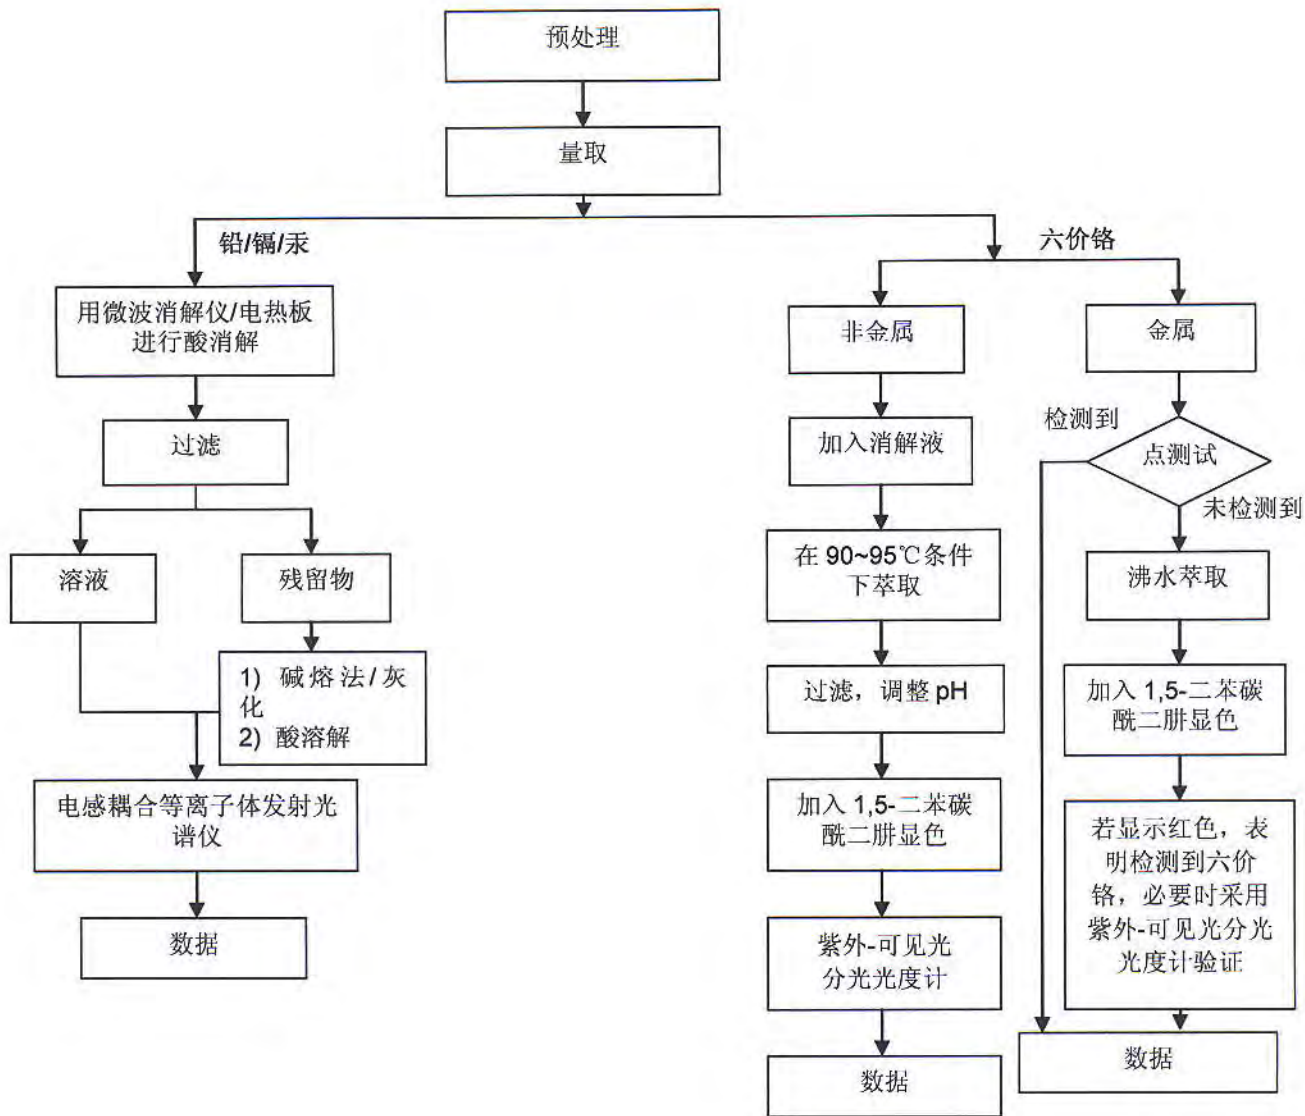 预处理
量取
铅/镉/汞
六价铬
用微波消解仪/电热板
进行酸消解
过滤
溶液
残留物
1) 碱熔法/灰
化
2) 酸溶解
电感耦合等离子体发射光
谱仪
数据
非金属
加入消解液
在 90~95℃条件
下萃取
过滤，调整 pH
加入 1,5-二苯碳
酰二肼显色
紫外-可见光
分光光度计
数据
金属
检测到
点测试
未检测到
沸水萃取
加入 1,5-二苯碳
酰二肼显色
若显示红色，表
明检测到六价
铬，必要时采用
紫外-可见光分光
光度计验证
数据